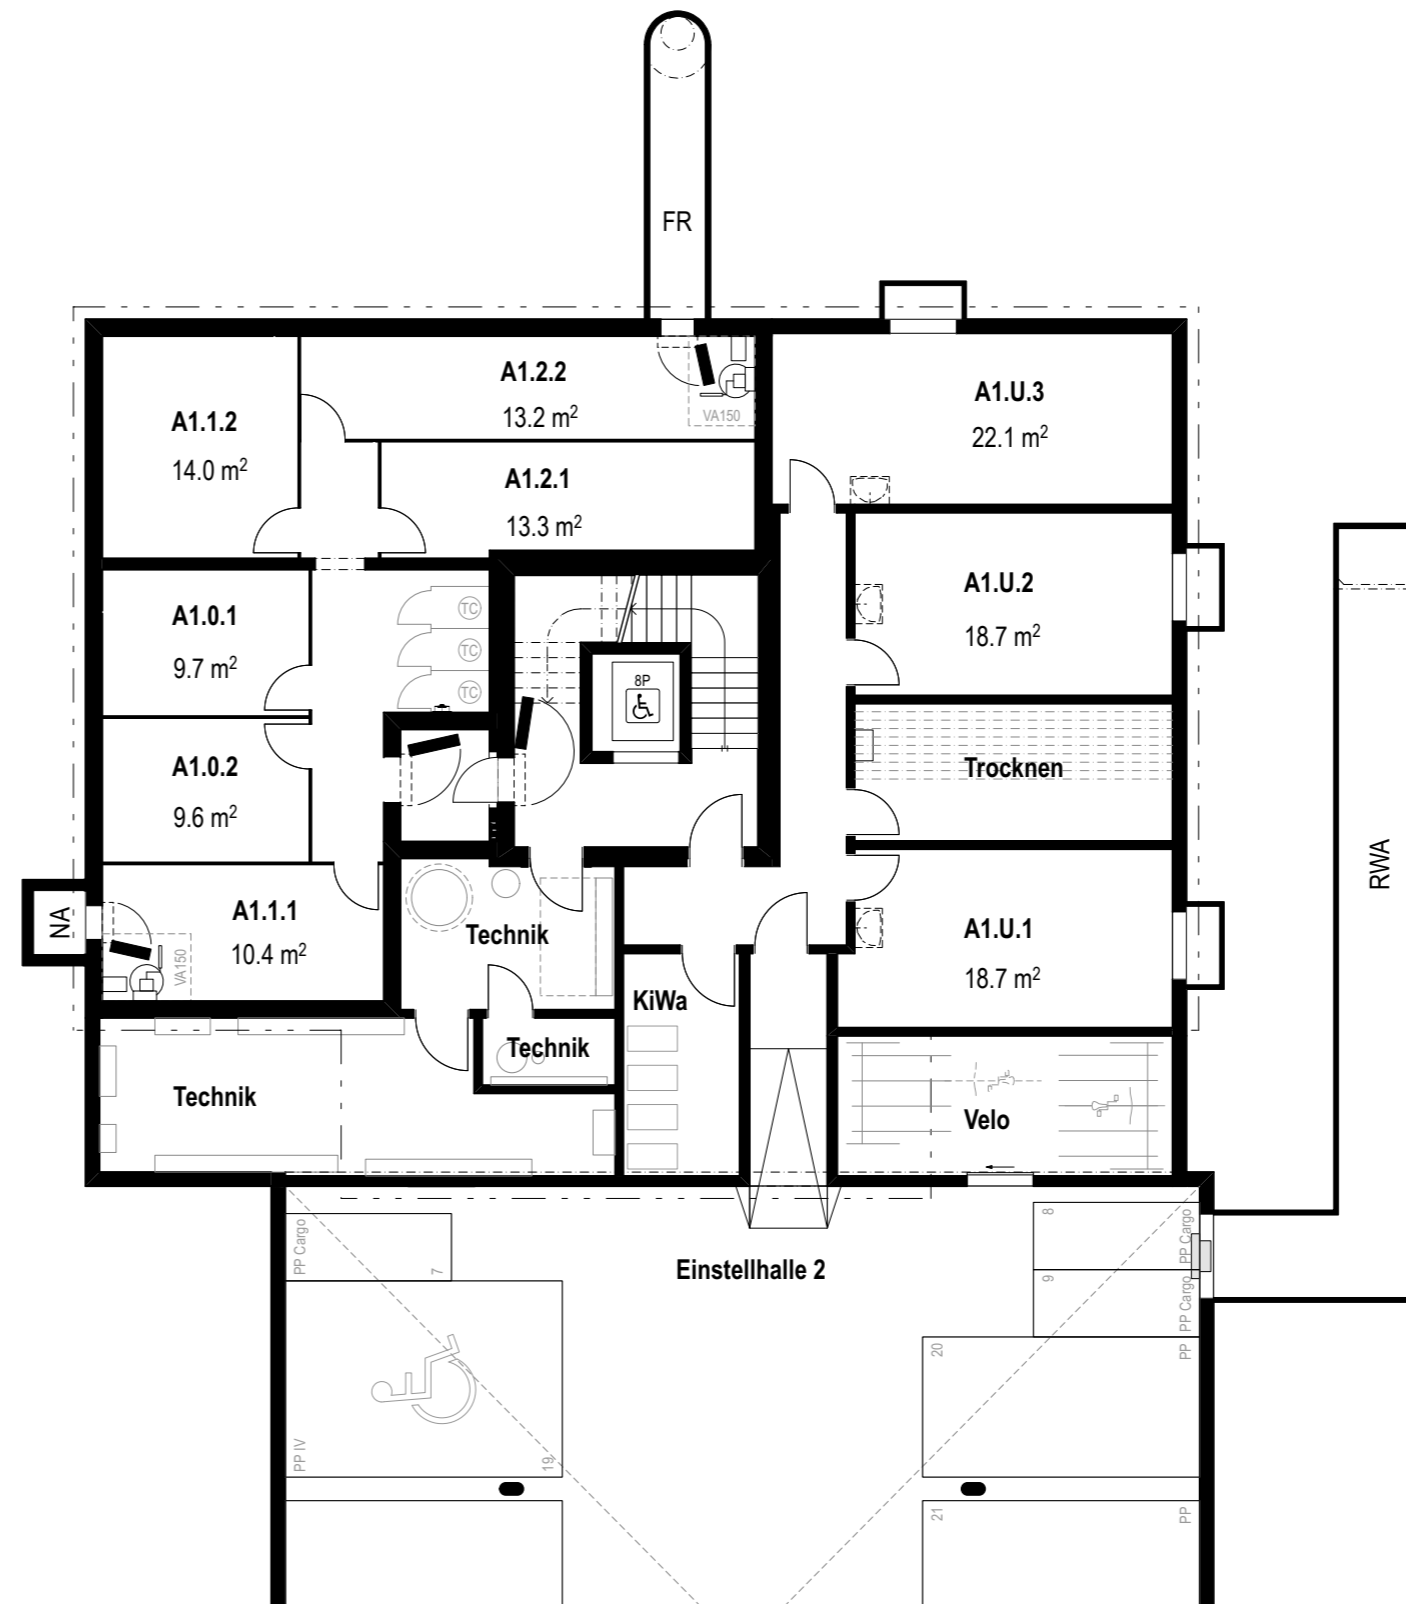 FR
A1.2.2
13.2 m²
VA150
A1.1.2
14.0 m²
A1.2.1
13.3 m²
A1.U.3
22.1 m²
A1.U.2
18.7 m²
A1.0.1
9.7 m²
TC
TC
TC
8P
A1.0.2
9.6 m²
Trocknen
RWA
NA
A1.1.1
10.4 m²
VA150
Technik
A1.U.1
18.7 m²
KiWa
Technik
Technik
Velo
Einstellhalle 2
PP Cargo
7
8
PP Cargo
9
PP Cargo
PP IV
19
20
PP
21
PP